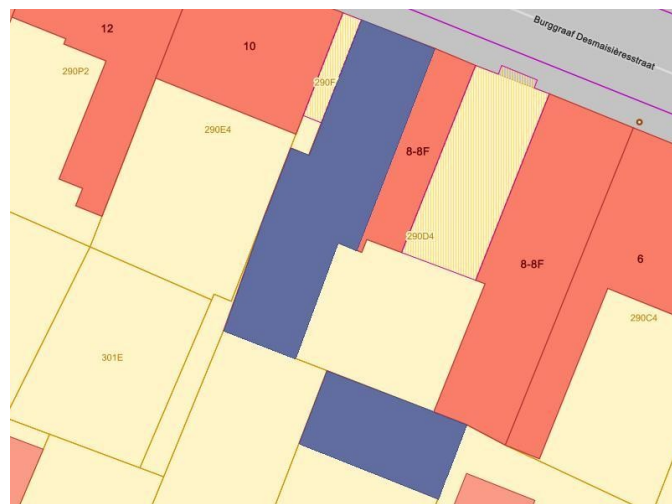 Burggraaf Desmaisièresstraat
12
10
290P2
290F
290E4
8-8F
290D4
8-8F
6
290C4
301E